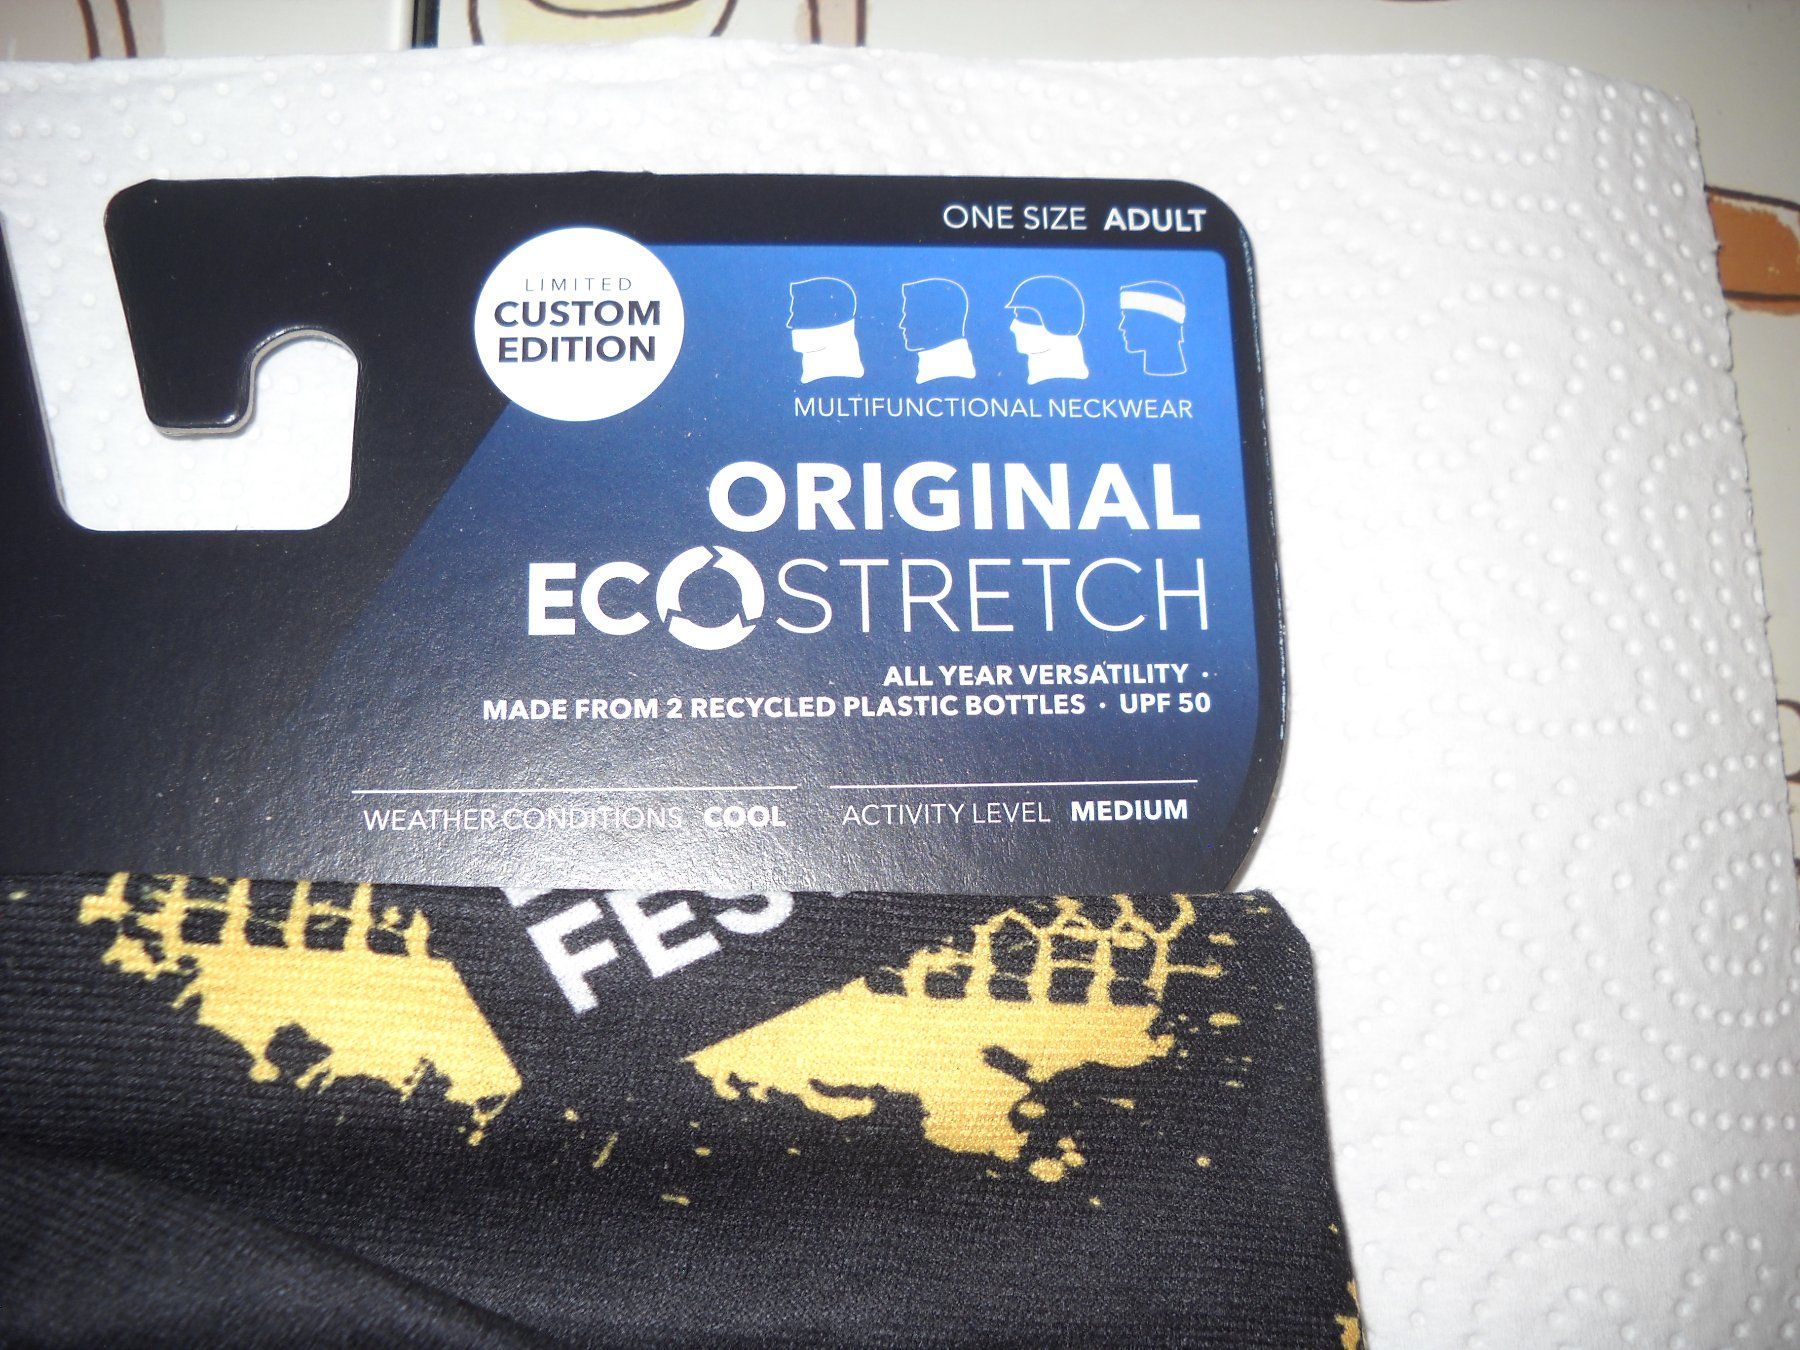 ONE SIZE ADULT
LIMITED
CUSTOM
EDITION
MULTIFUNCTIONAL NECKWEAR
ORIGINAL
ECOSTRETCH
ALL YEAR VERSATILITY ·
MADE FROM 2 RECYCLED PLASTIC BOTTLES · UPF 50
WEATHER CONDITIONS COOL
ACTIVITY LEVEL MEDIUM
FEST